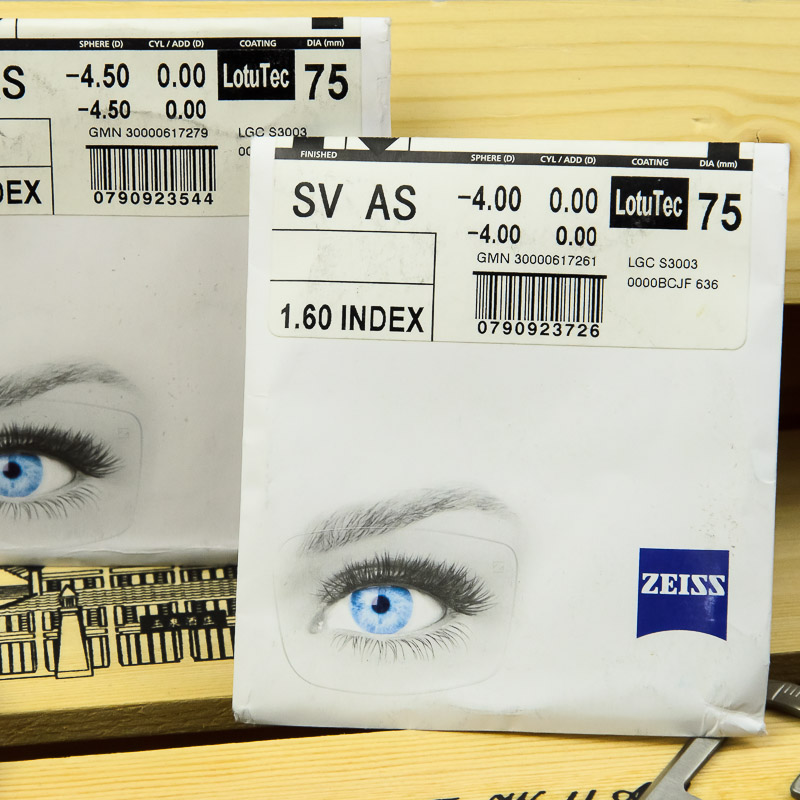 SPHERE (D) CYL / ADD (D) COATING DIA (mm)
AS -4.50 0.00 LotuTec 75
-4.50 0.00
GMN 30000617279 LGC S3003
0790923544
FINISHED SPHERE (D) CYL / ADD (D) COATING DIA (mm)
SV AS -4.00 0.00 LotuTec 75
-4.00 0.00
GMN 30000617261 LGC S3003
0000BCJF 636
1.60 INDEX
0790923726
ZEISS